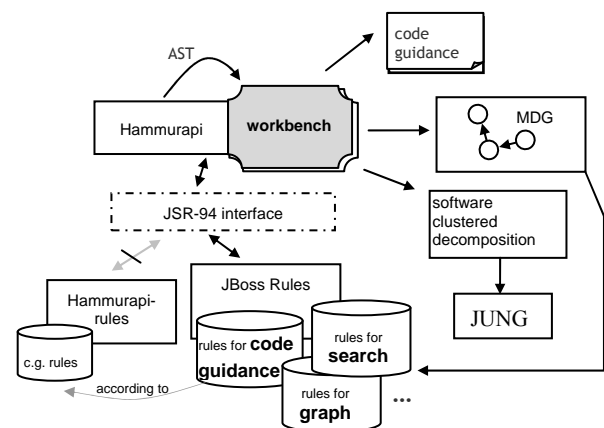 AST
code
guidance
Hammurapi
workbench
MDG
JSR-94 interface
software
clustered
decomposition
Hammurapi-
rules
JBoss Rules
JUNG
c.g. rules
rules for code
guidance
rules for
search
according to
rules for
graph
...